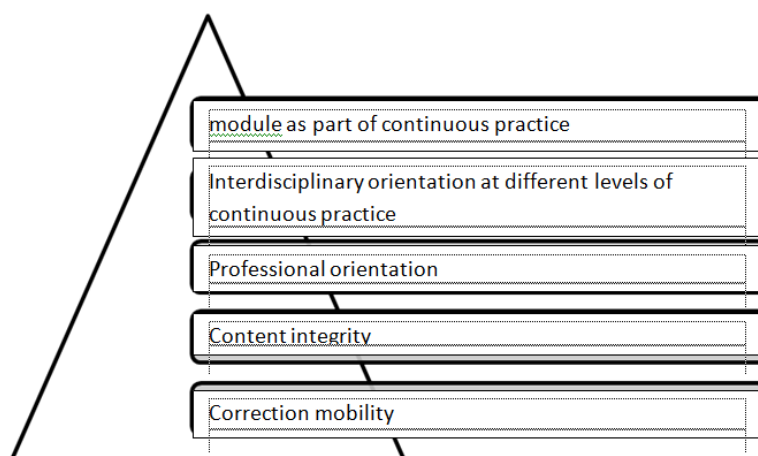 module as part of continuous practice
Interdisciplinary orientation at different levels of
continuous practice
Professional orientation
Content integrity
Correction mobility